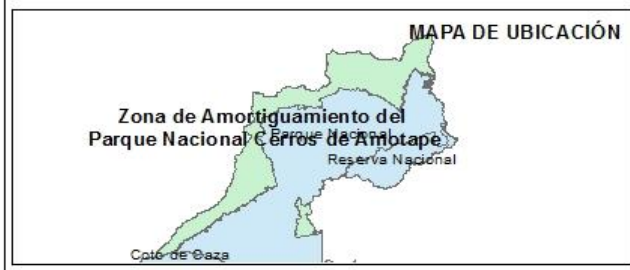 MAPA DE UBICACIÓN
Zona de Amortiguamiento del
Parque Nacional Cerros de Amotape
Parque Nacional
Reserva Nacional
Coto de Caza